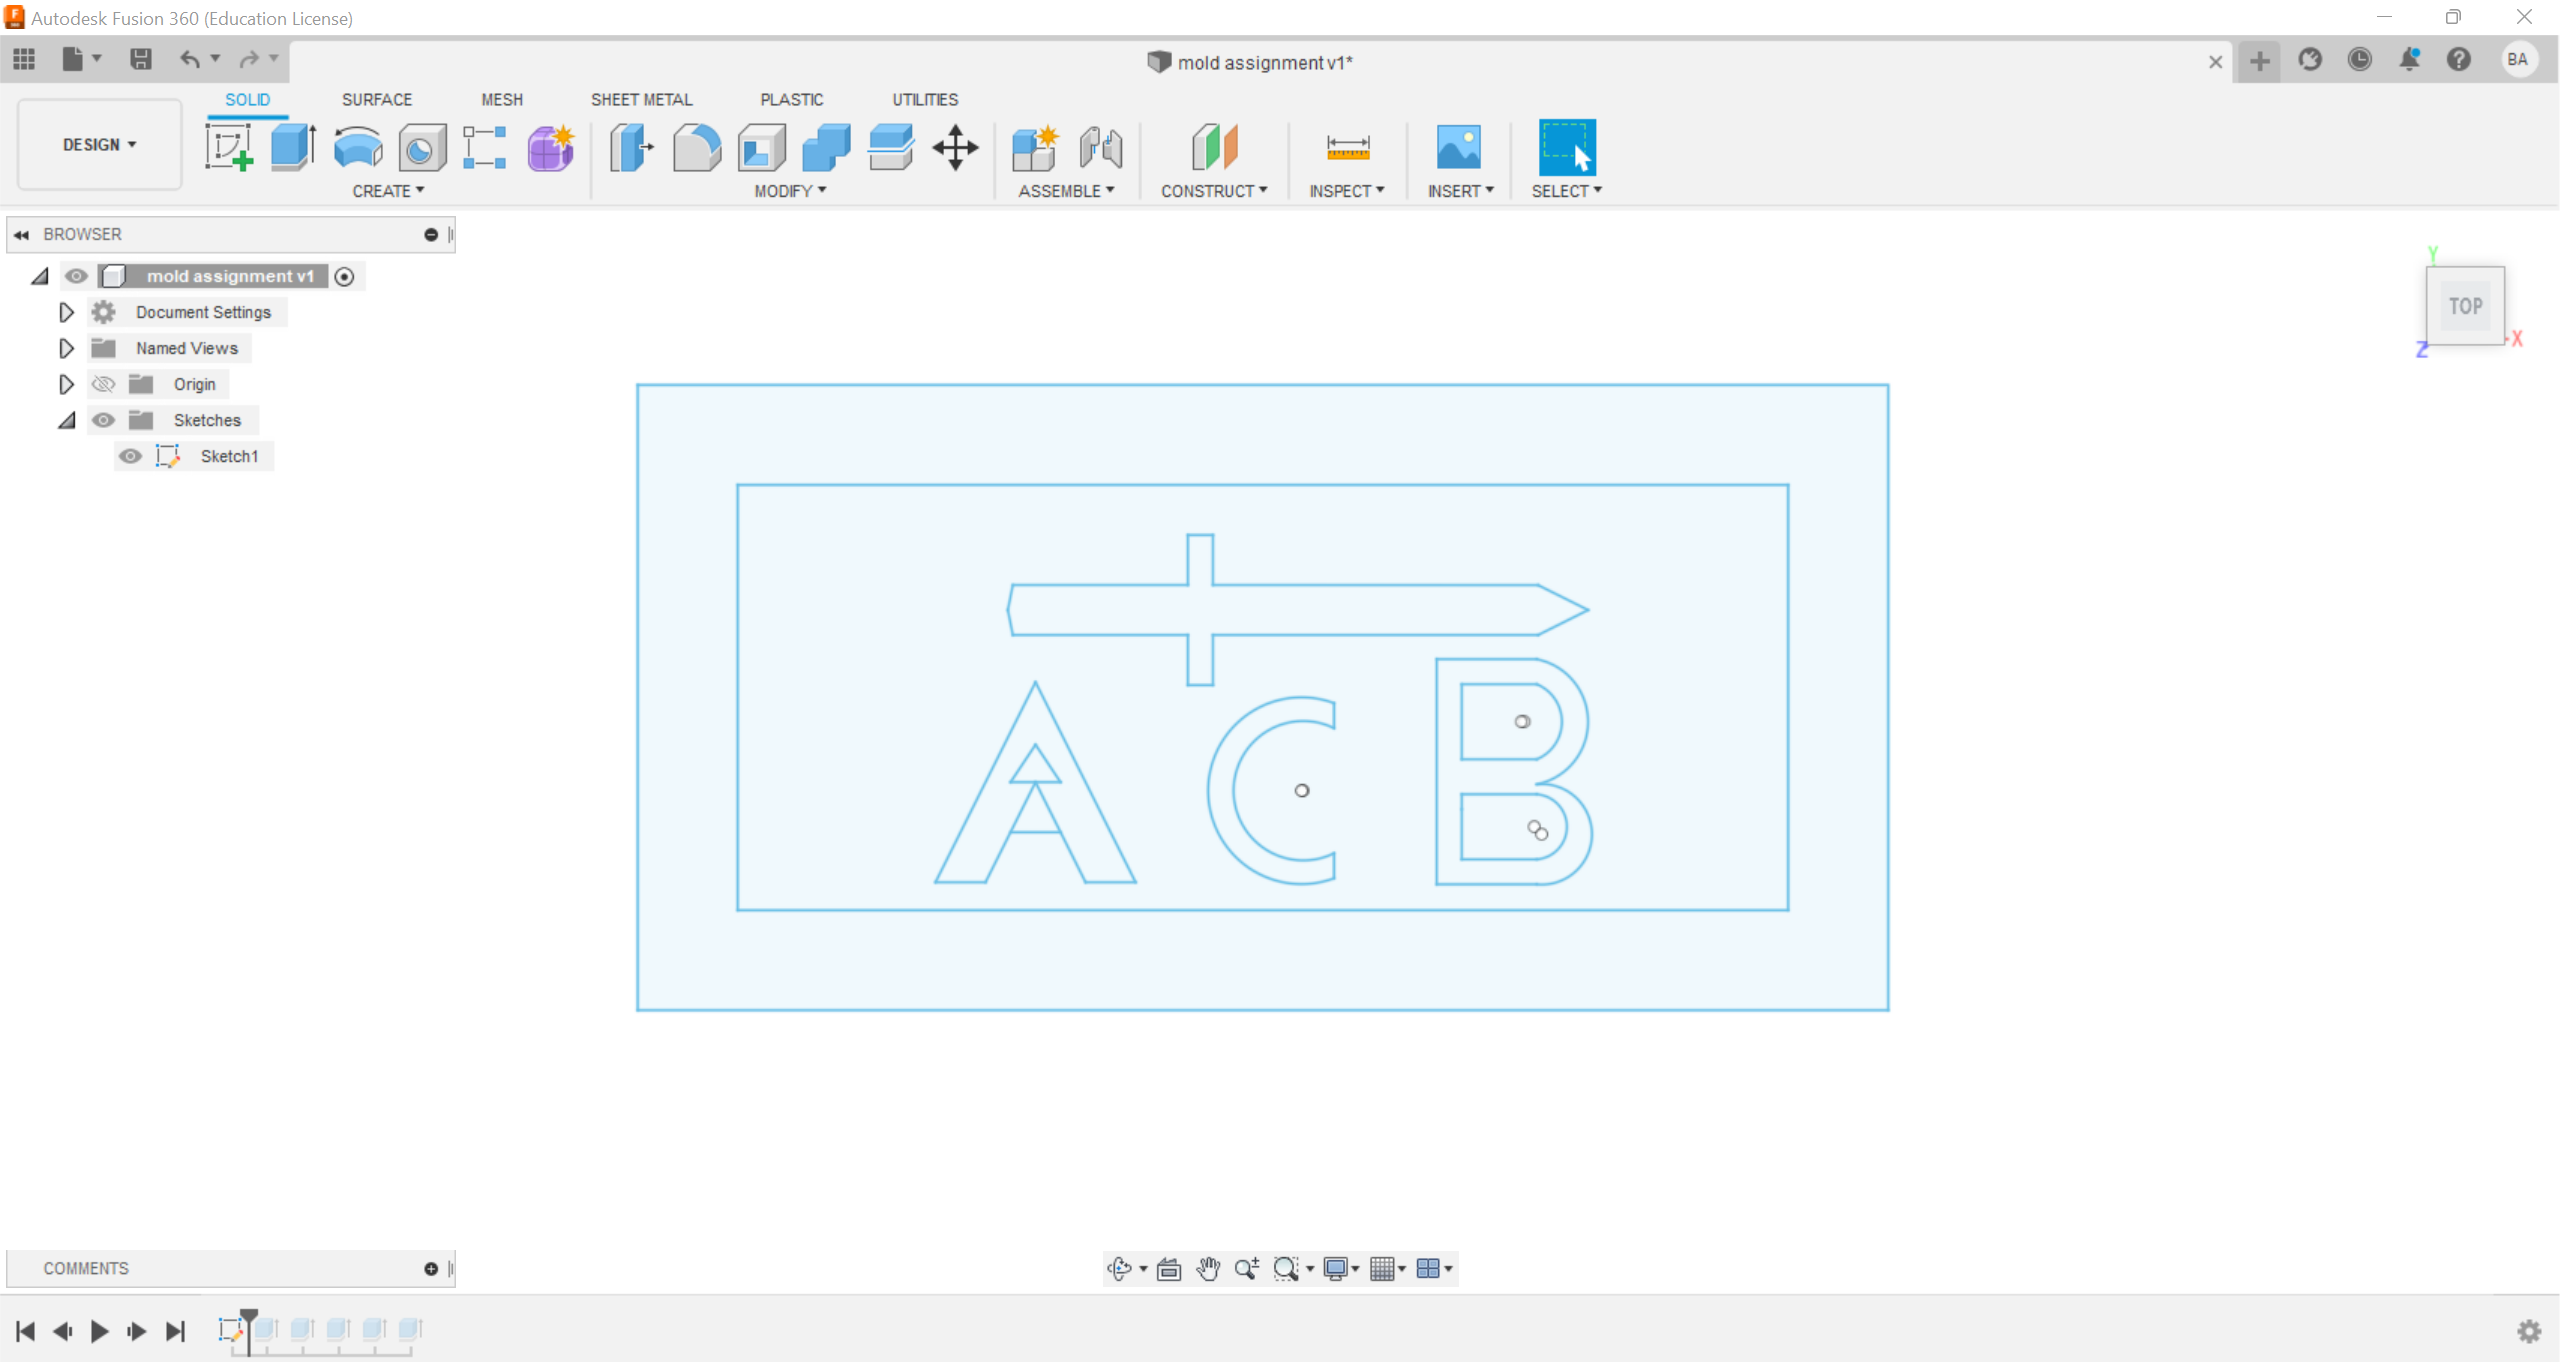 Autodesk Fusion 360 (Education License)
mold assignment v1*
BA
SOLID SURFACE MESH SHEET METAL PLASTIC UTILITIES
DESIGN
CREATE MODIFY ASSEMBLE CONSTRUCT INSPECT INSERT SELECT
BROWSER
mold assignment v1
Document Settings
Named Views
Origin
Sketches
Sketch1
Y
TOP
X
Z
A C B
COMMENTS